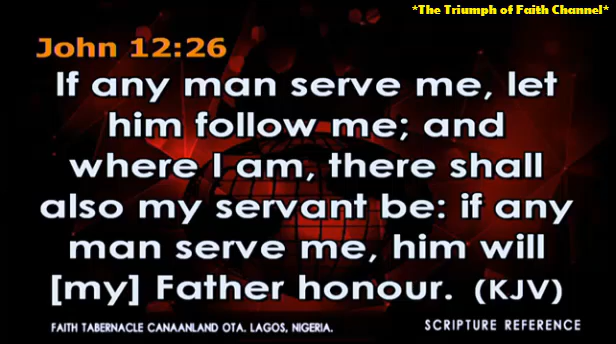 *The Triumph of Faith Channel*
John 12:26
If any man serve me, let
him follow me; and
where I am, there shall
also my servant be: if any
man serve me, him will
[my] Father honour. (KJV)
FAITH TABERNACLE CANAANLAND OTA. LAGOS, NIGERIA.
SCRIPTURE REFERENCE